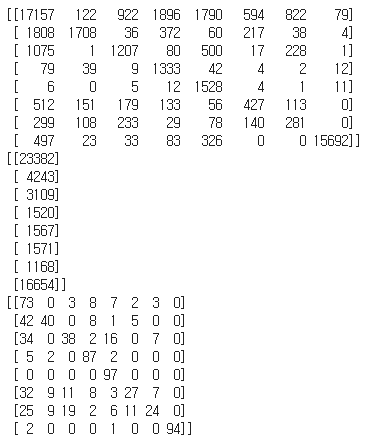 [[17157 122 922 1896 1790 594 822 79]
[ 1808 1708 36 372 60 217 38 4]
[ 1075 1 1207 80 500 17 228 1]
[ 79 39 9 1333 42 4 2 12]
[ 6 0 5 12 1528 4 1 11]
[ 512 151 179 133 56 427 113 0]
[ 299 108 233 29 78 140 281 0]
[ 497 23 33 83 326 0 0 15692]]
[[23382]
[ 4243]
[ 3109]
[ 1520]
[ 1567]
[ 1571]
[ 1168]
[16654]]
[[73 0 3 8 7 2 3 0]
[42 40 0 8 1 5 0 0]
[34 0 38 2 16 0 7 0]
[ 5 2 0 87 2 0 0 0]
[ 0 0 0 0 97 0 0 0]
[32 9 11 8 3 27 7 0]
[25 9 19 2 6 11 24 0]
[ 2 0 0 0 1 0 0 94]]